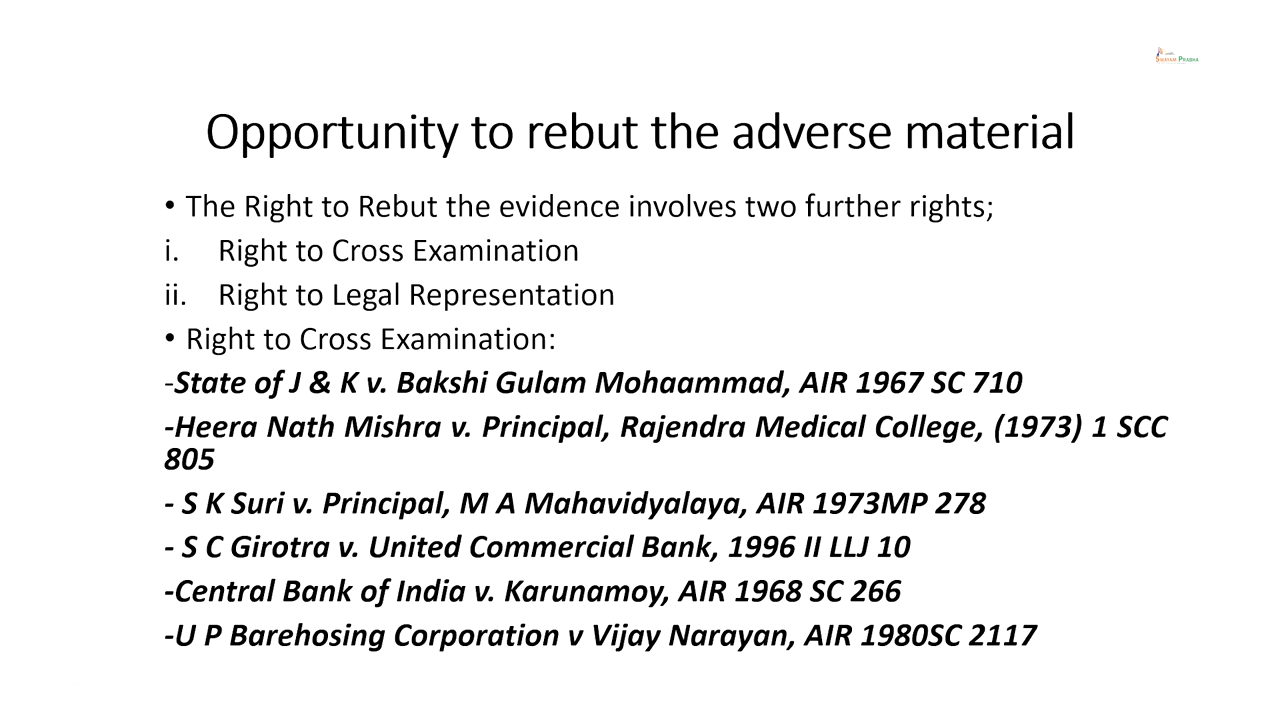 SWAYAM PRABHA
Opportunity to rebut the adverse material
• The Right to Rebut the evidence involves two further rights;
i. Right to Cross Examination
ii. Right to Legal Representation
• Right to Cross Examination:
-State of J & K v. Bakshi Gulam Mohaammad, AIR 1967 SC 710
-Heera Nath Mishra v. Principal, Rajendra Medical College, (1973) 1 SCC
805
- S K Suri v. Principal, M A Mahavidyalaya, AIR 1973MP 278
- S C Girotra v. United Commercial Bank, 1996 II LLJ 10
-Central Bank of India v. Karunamoy, AIR 1968 SC 266
-U P Barehosing Corporation v Vijay Narayan, AIR 1980SC 2117